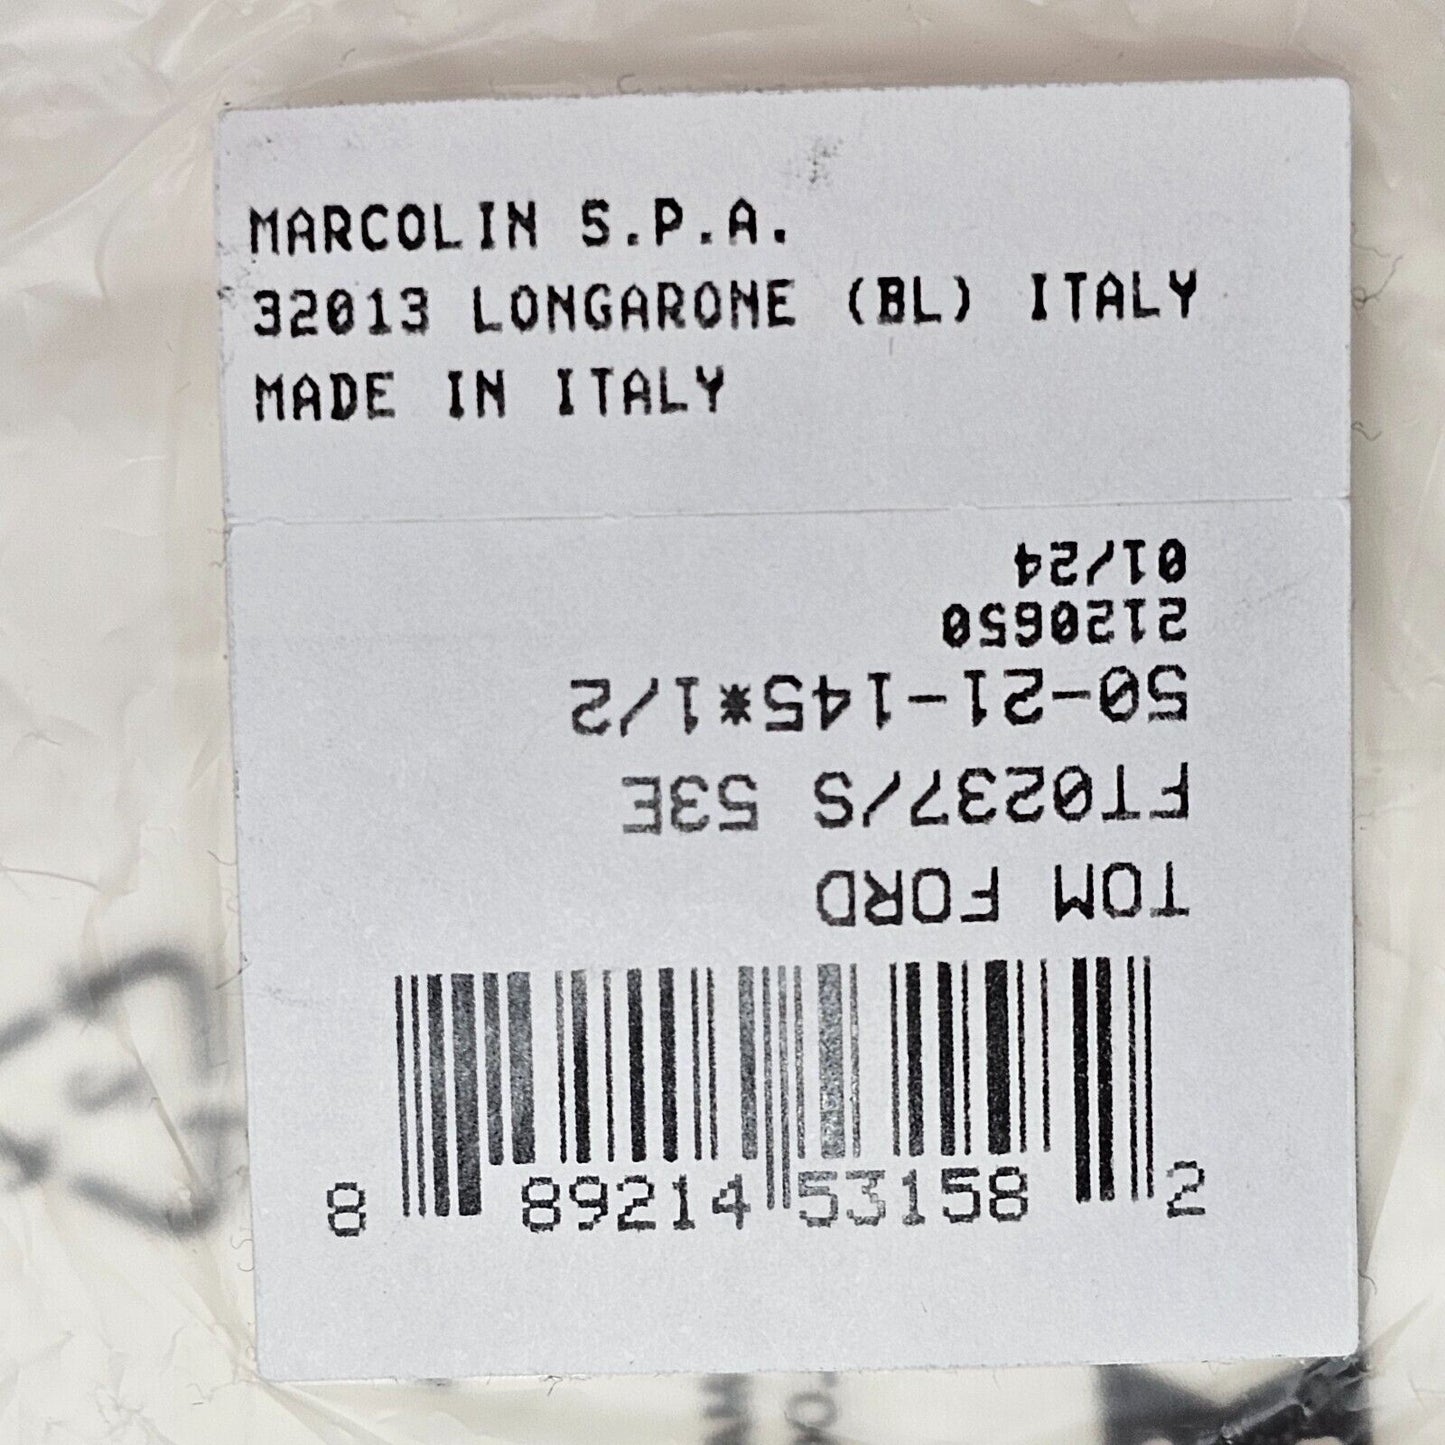 MARCOLIN S.P.A.
32013 LONGARONE (BL) ITALY
MADE IN ITALY
TOM FORD
FT0237/S 53E
50-21-145*1/2
2120650
01/24
8 89214 53158 2